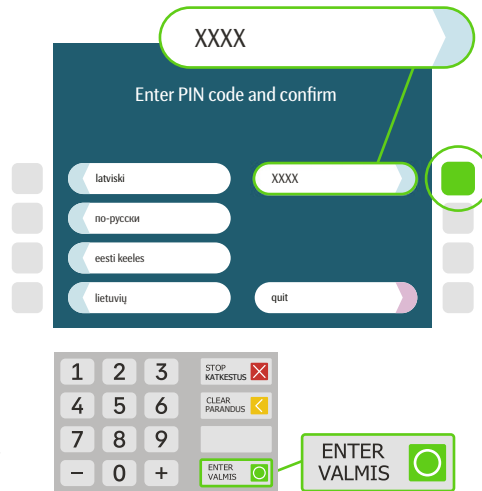 XXXX
Enter PIN code and confirm
latviski
XXXX
по-русски
eesti keeles
lietuvių
quit
1 2 3
STOP
KATKESTUS
4 5 6
CLEAR
PARANDUS
7 8 9
− 0 +
ENTER
VALMIS
ENTER
VALMIS